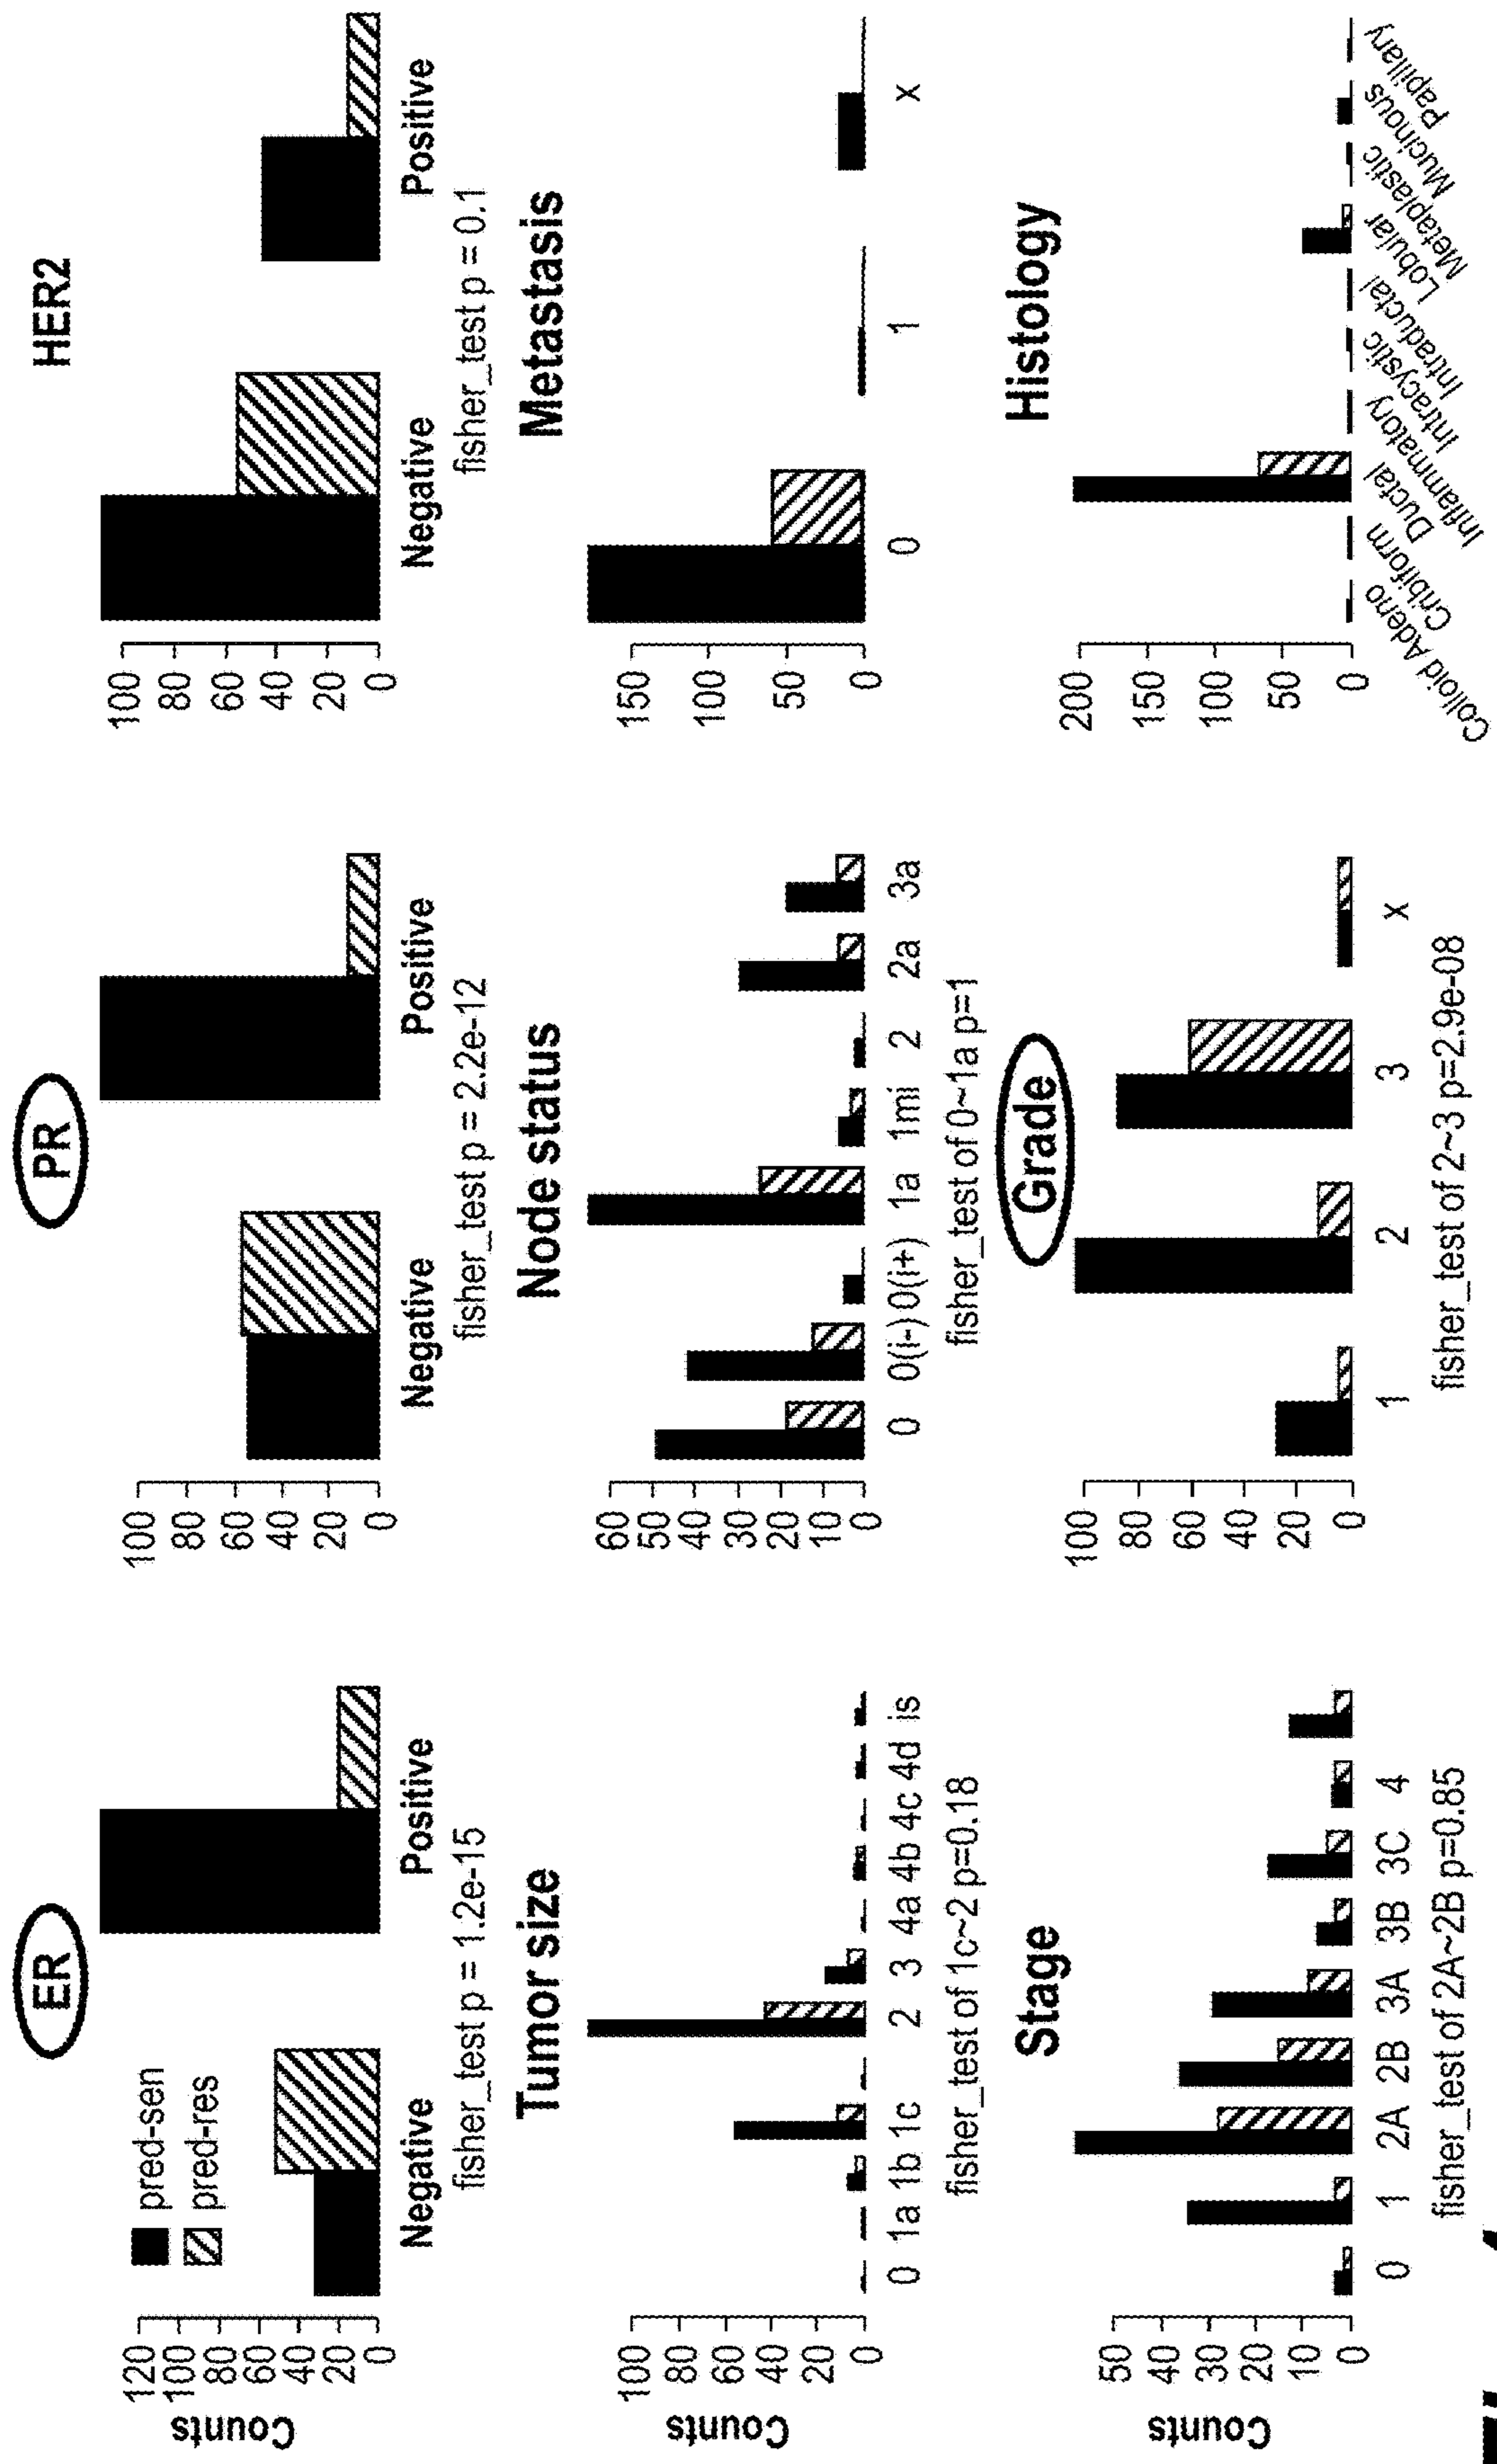 ER
Counts
120
100
80
60
40
20
0
pred-sen
pred-res
Negative
Positive
fisher_test p = 1.2e-15
PR
100
80
60
40
20
0
Negative
Positive
fisher_test p = 2.2e-12
HER2
100
80
60
40
20
0
Negative
Positive
fisher_test p = 0.1
Tumor size
Counts
100
80
60
40
20
0
0 1a 1b 1c 2 3 4a 4b 4c 4d is
fisher_test of 1c~2 p=0.18
Node status
60
50
40
30
20
10
0
0 0(i-) 0(i+) 1a 1mi 2 2a 3a
fisher_test of 0~1a p=1
Metastasis
150
100
50
0
0 1 x
Stage
Counts
50
40
30
20
10
0
0 1 2A 2B 3A 3B 3C 4
fisher_test of 2A~2B p=0.85
Grade
100
80
60
40
20
0
1 2 3 x
fisher_test of 2~3 p=2.9e-08
Histology
200
150
100
50
0
Colloid Adeno
Cribiform
Ductal
Inflammatory
Intracystic
Intraductal
Lobular
Metaplastic
Mucinous
Papillary